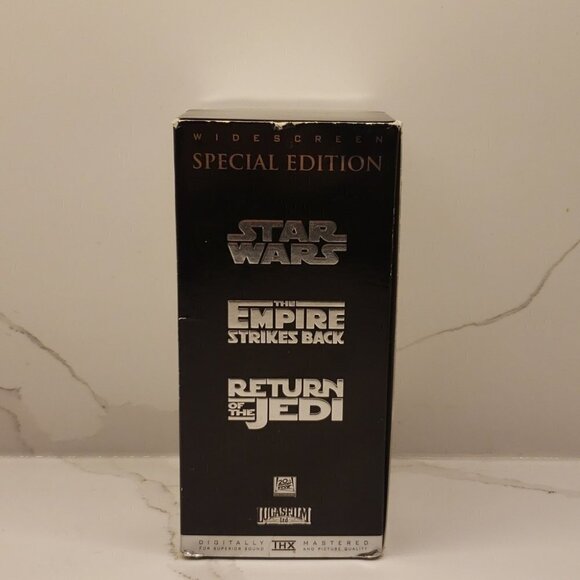 WIDESCREEN
SPECIAL EDITION
STAR
WARS
THE
EMPIRE
STRIKES BACK
RETURN
OF THE JEDI
20th
CENTURY
FOX
LUCASFILM
Ltd
DIGITALLY THX MASTERED
FOR SUPERIOR SOUND AND PICTURE QUALITY